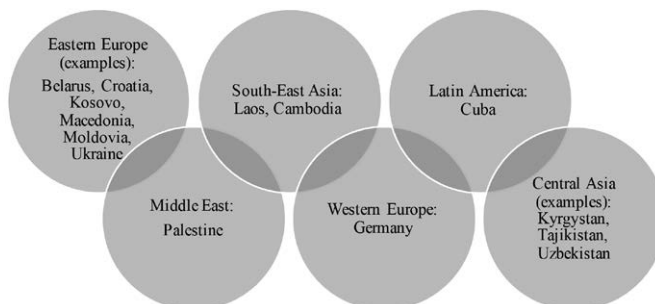 Eastern Europe
(examples):
Belarus, Croatia,
Kosovo,
Macedonia,
Moldovia,
Ukraine
South-East Asia:
Laos, Cambodia
Latin America:
Cuba
Middle East:
Palestine
Western Europe:
Germany
Central Asia
(examples):
Kyrgystan,
Tajikistan,
Uzbekistan